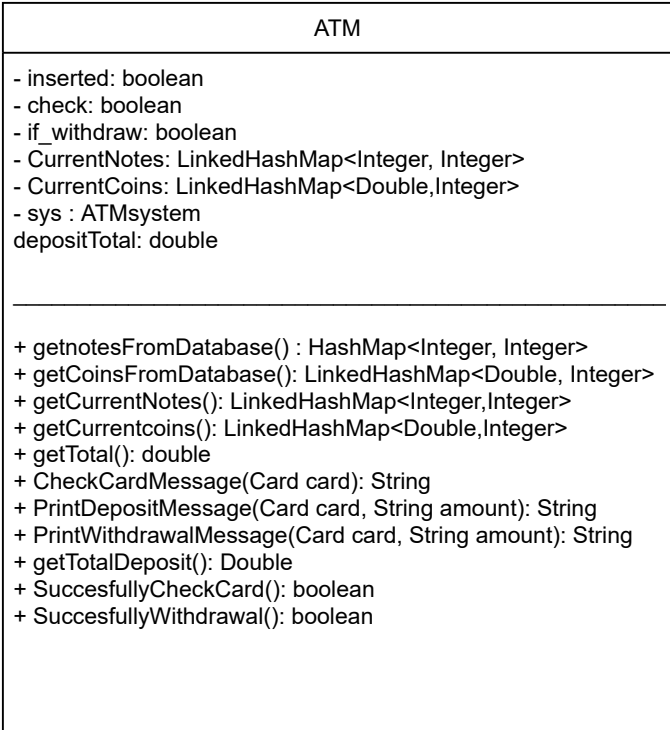 ATM
- inserted: boolean
- check: boolean
- if_withdraw: boolean
- CurrentNotes: LinkedHashMap<Integer, Integer>
- CurrentCoins: LinkedHashMap<Double,Integer>
- sys : ATMsystem
depositTotal: double
+ getnotesFromDatabase() : HashMap<Integer, Integer>
+ getCoinsFromDatabase(): LinkedHashMap<Double, Integer>
+ getCurrentNotes(): LinkedHashMap<Integer,Integer>
+ getCurrentcoins(): LinkedHashMap<Double,Integer>
+ getTotal(): double
+ CheckCardMessage(Card card): String
+ PrintDepositMessage(Card card, String amount): String
+ PrintWithdrawalMessage(Card card, String amount): String
+ getTotalDeposit(): Double
+ SuccesfullyCheckCard(): boolean
+ SuccesfullyWithdrawal(): boolean